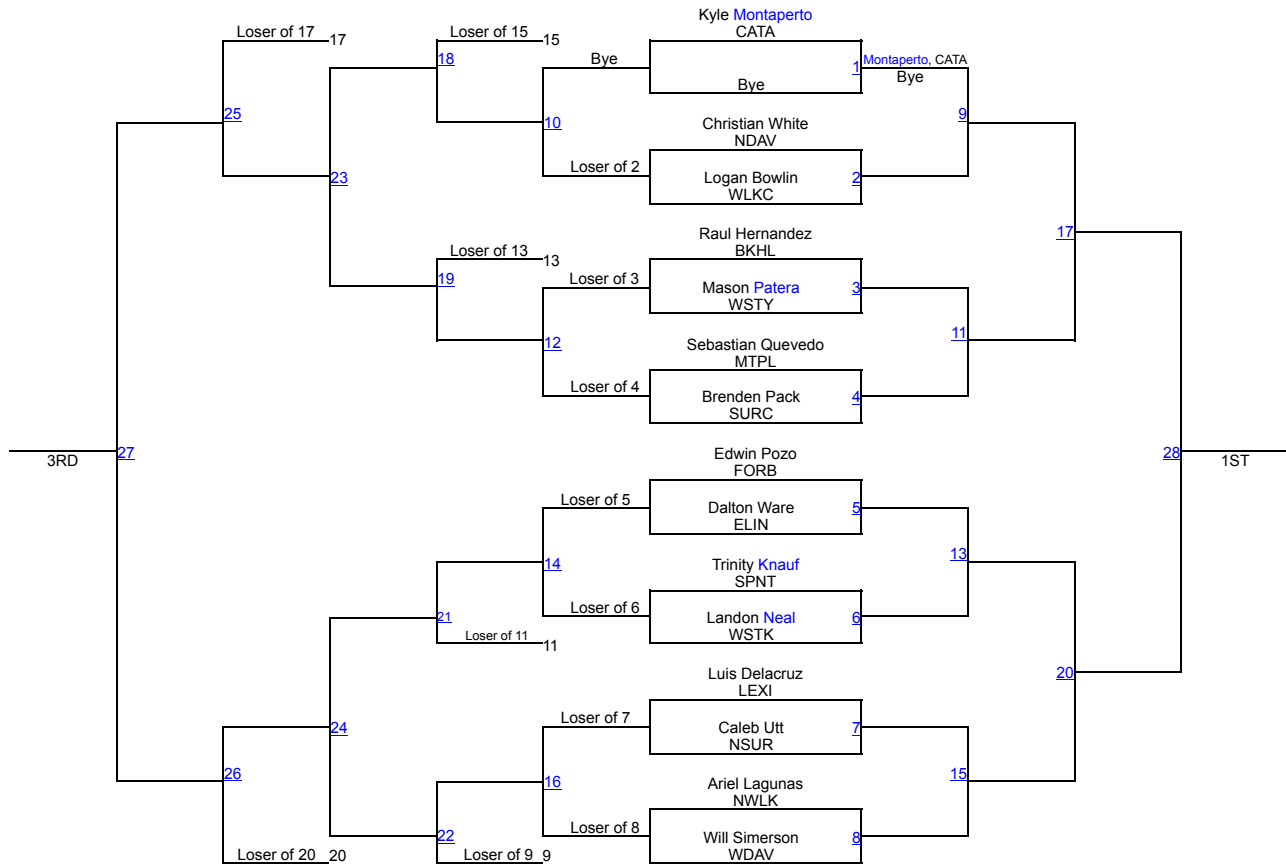 Kyle Montaperto
Loser of 17 17
Loser of 15 15
CATA
18
Bye
1
Montaperto, CATA
Bye
Bye
25
10
Christian White
9
NDAV
Loser of 2
Logan Bowlin
2
WLKC
23
Raul Hernandez
17
BKHL
Loser of 13 13
19
Loser of 3
Mason Patera
3
WSTY
12
Sebastian Quevedo
11
MTPL
Loser of 4
Brenden Pack
4
SURC
3RD
27
Edwin Pozo
28
1ST
FORB
Loser of 5
Dalton Ware
5
ELIN
14
Trinity Knauf
13
SPNT
21
Loser of 6
Landon Neal
6
WSTK
Loser of 11 11
Luis Delacruz
20
LEXI
24
Loser of 7
Caleb Utt
7
NSUR
26
16
Ariel Lagunas
15
NWLK
22
Loser of 8
Will Simerson
8
WDAV
Loser of 20 20
Loser of 9 9